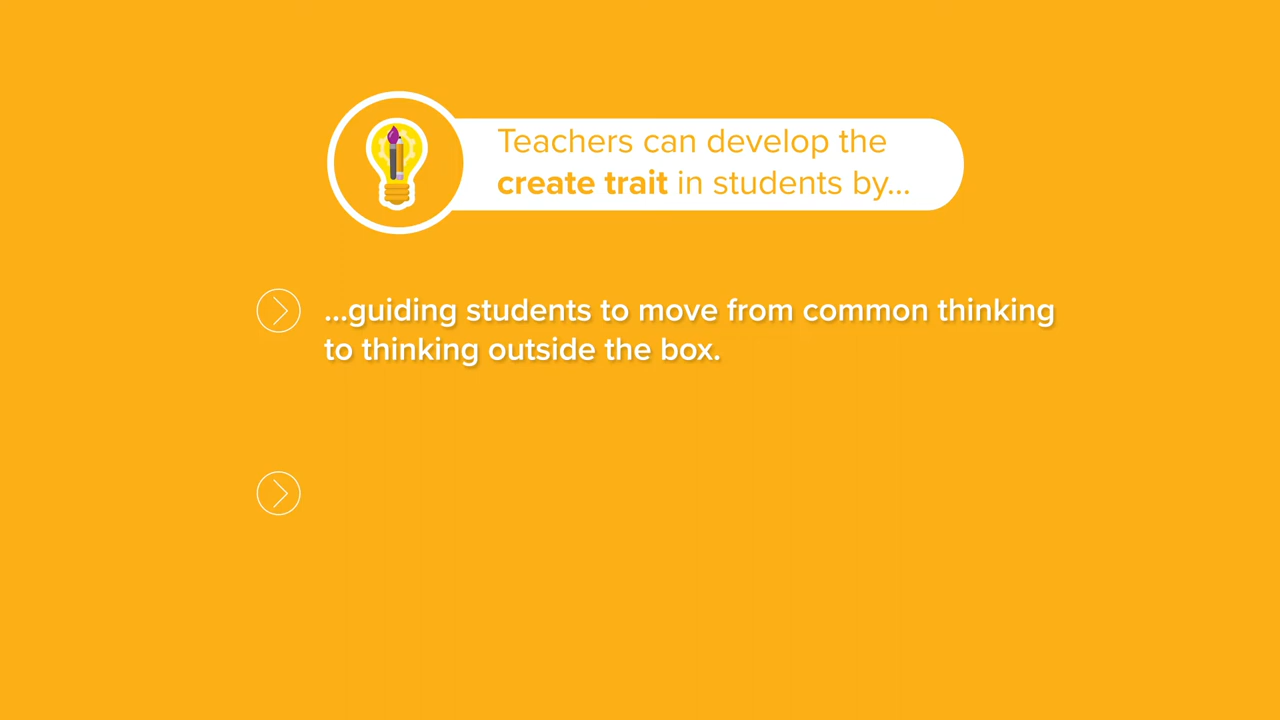 Teachers can develop the
create trait in students by...
...guiding students to move from common thinking
to thinking outside the box.